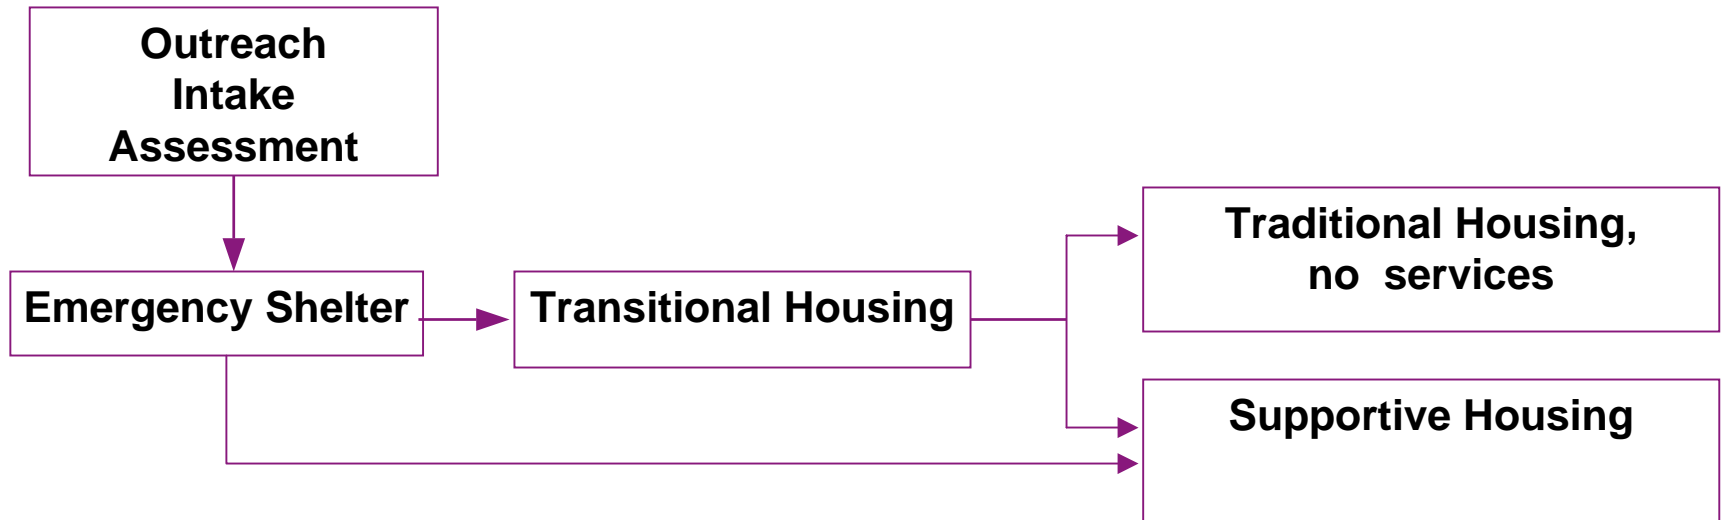 Outreach
Intake
Assessment
Emergency Shelter
Transitional Housing
Traditional Housing,
no services
Supportive Housing